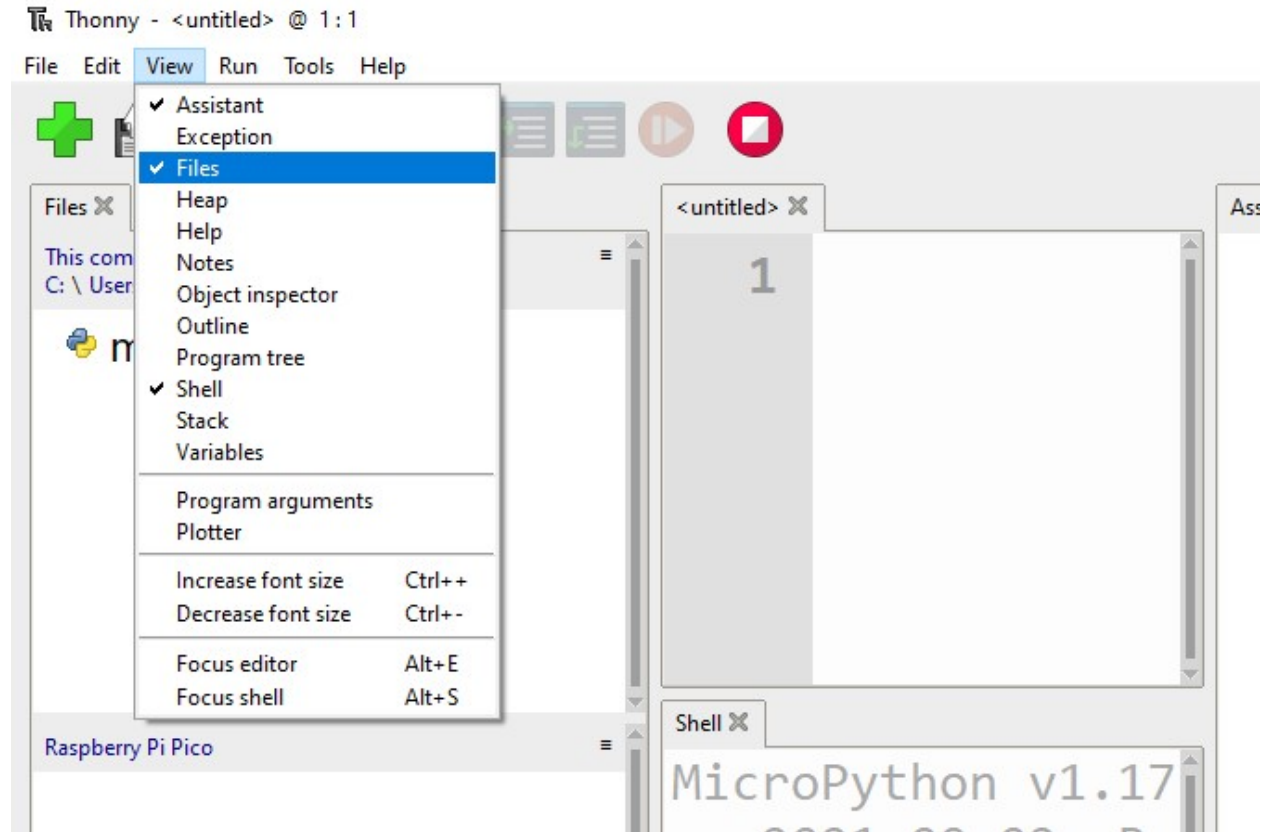 Thonny - <untitled> @ 1:1
File Edit View Run Tools Help
Assistant
Exception
Files
Heap
Help
Notes
Object inspector
Outline
Program tree
Shell
Stack
Variables
Program arguments
Plotter
Increase font size Ctrl++
Decrease font size Ctrl+-
Focus editor Alt+E
Focus shell Alt+S
Files
This com
C: \ User
m
Raspberry Pi Pico
<untitled>
1
Shell
MicroPython v1.17
Ass